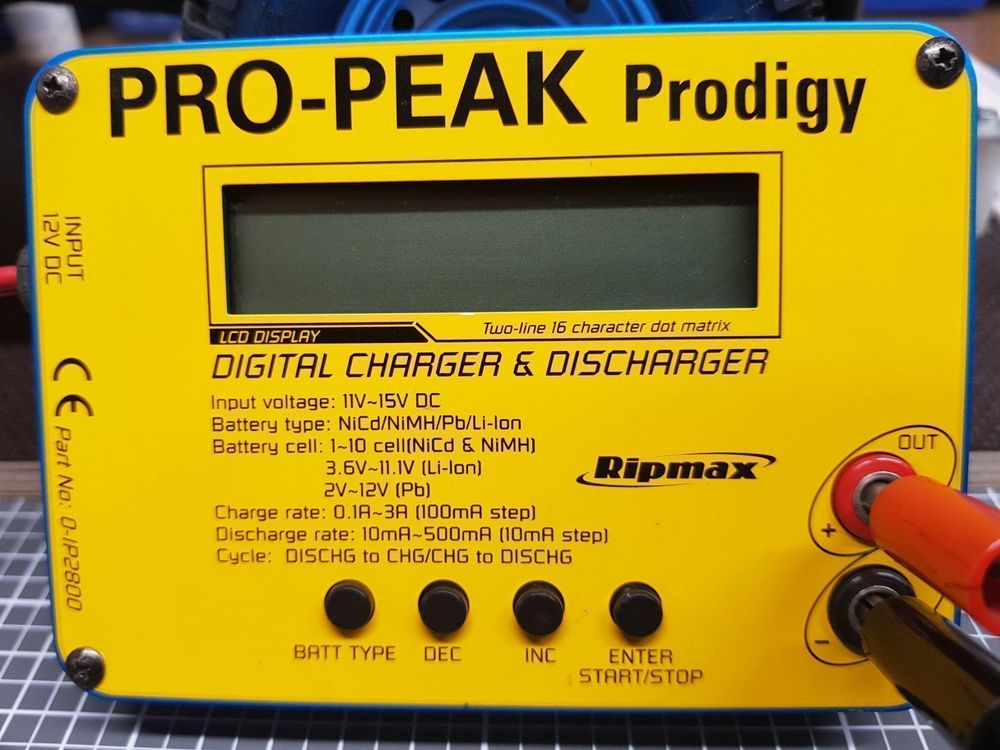 PRO-PEAK Prodigy
INPUT
12V DC
LCD DISPLAY
Two-line 16 character dot matrix
DIGITAL CHARGER & DISCHARGER
Input voltage: 11V~15V DC
Battery type: NiCd/NiMH/Pb/Li-Ion
Battery cell: 1~10 cell(NiCd & NiMH)
3.6V~11.1V (Li-Ion)
2V~12V (Pb)
Charge rate: 0.1A~3A (100mA step)
Discharge rate: 10mA~500mA (10mA step)
Cycle: DISCHG to CHG/CHG to DISCHG
Ripmax
CE
Part No: O-IP2800
OUT
+
-
BATT TYPE
DEC
INC
ENTER
START/STOP